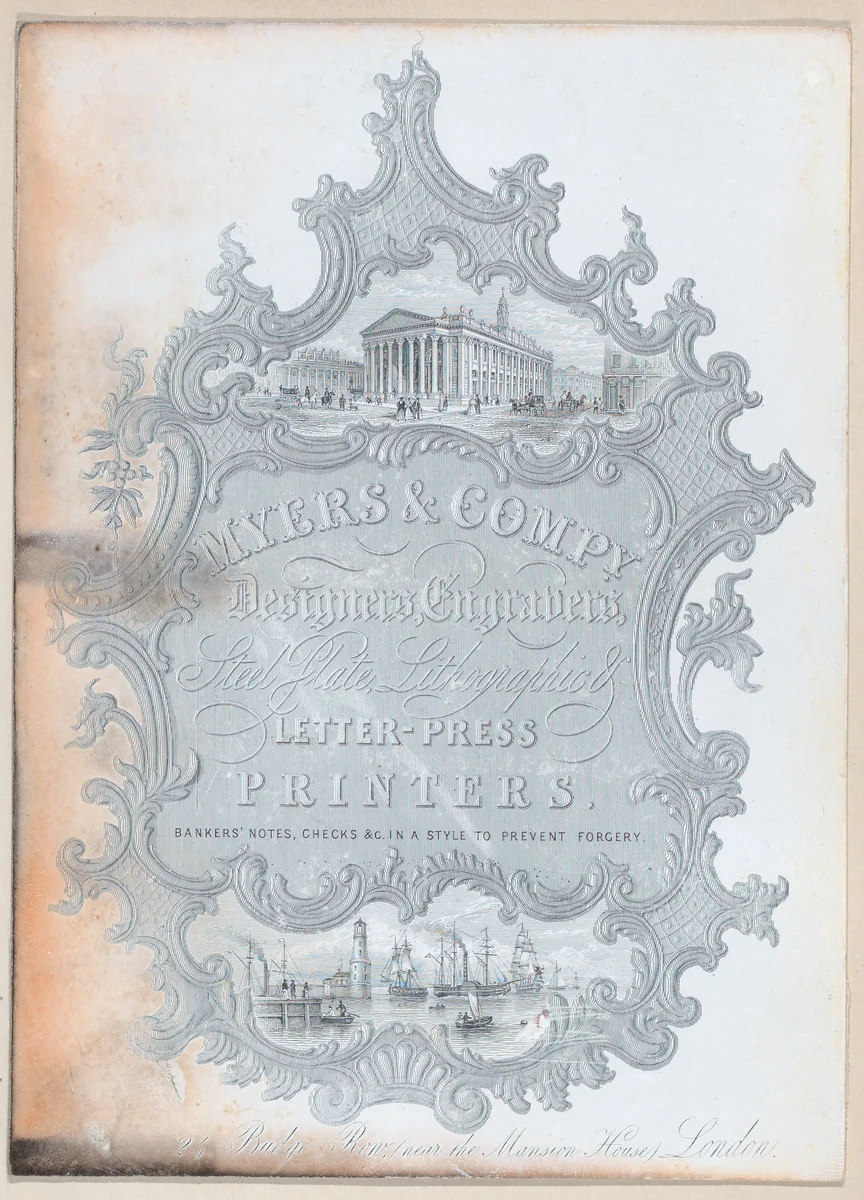 MYERS & COMPY
Designers, Engravers,
Steel Plate, Lithographic &
LETTER-PRESS
PRINTERS.
BANKERS' NOTES, CHECKS &c. IN A STYLE TO PREVENT FORGERY.
Budge Row, (near the Mansion House) London.